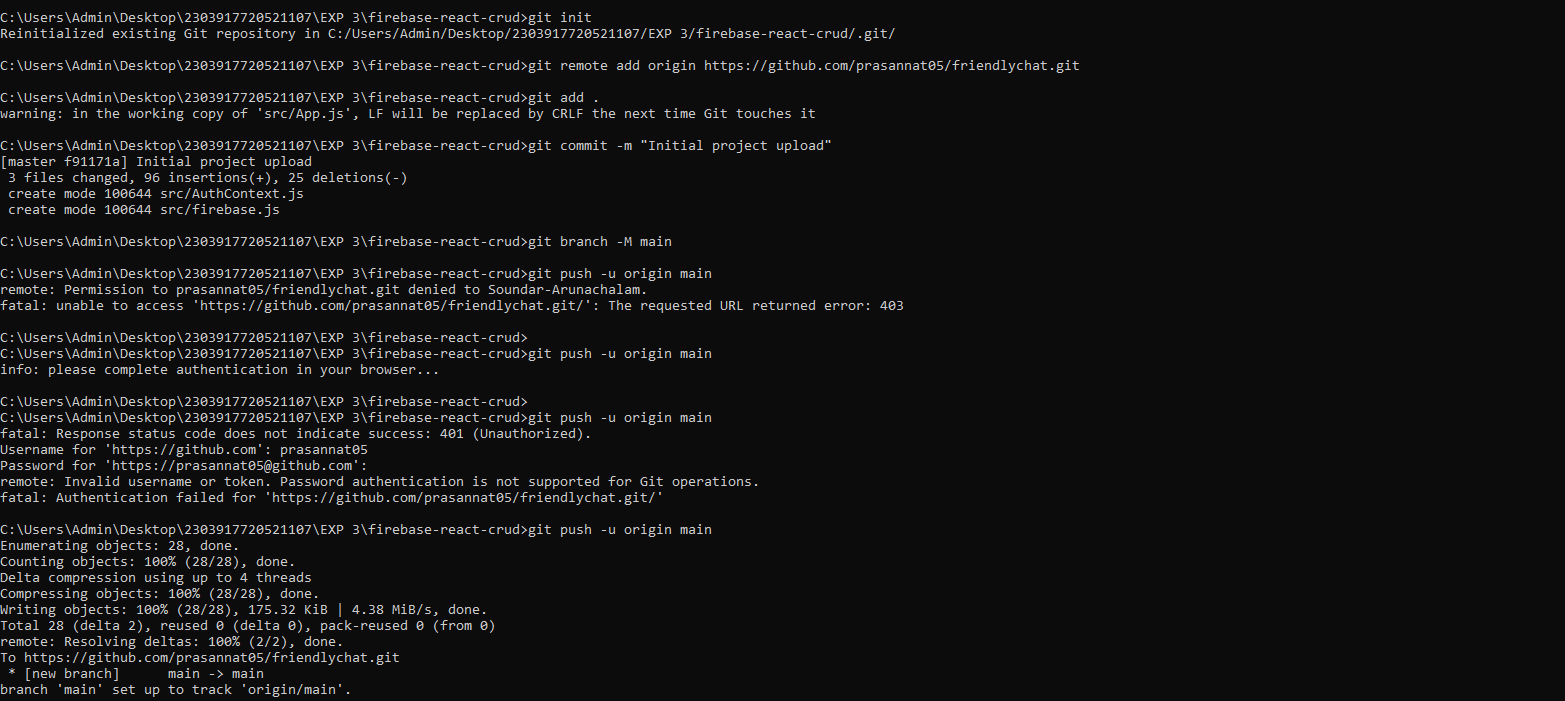 C:\Users\Admin\Desktop\2303917720521107\EXP 3\firebase-react-crud>git init
Reinitialized existing Git repository in C:/Users/Admin/Desktop/2303917720521107/EXP 3/firebase-react-crud/.git/
C:\Users\Admin\Desktop\2303917720521107\EXP 3\firebase-react-crud>git remote add origin https://github.com/prasannat05/friendlychat.git
C:\Users\Admin\Desktop\2303917720521107\EXP 3\firebase-react-crud>git add .
warning: in the working copy of 'src/App.js', LF will be replaced by CRLF the next time Git touches it
C:\Users\Admin\Desktop\2303917720521107\EXP 3\firebase-react-crud>git commit -m "Initial project upload"
[master f91171a] Initial project upload
 3 files changed, 96 insertions(+), 25 deletions(-)
 create mode 100644 src/AuthContext.js
 create mode 100644 src/firebase.js
C:\Users\Admin\Desktop\2303917720521107\EXP 3\firebase-react-crud>git branch -M main
C:\Users\Admin\Desktop\2303917720521107\EXP 3\firebase-react-crud>git push -u origin main
remote: Permission to prasannat05/friendlychat.git denied to Soundar-Arunachalam.
fatal: unable to access 'https://github.com/prasannat05/friendlychat.git/': The requested URL returned error: 403
C:\Users\Admin\Desktop\2303917720521107\EXP 3\firebase-react-crud>
C:\Users\Admin\Desktop\2303917720521107\EXP 3\firebase-react-crud>git push -u origin main
info: please complete authentication in your browser...
C:\Users\Admin\Desktop\2303917720521107\EXP 3\firebase-react-crud>
C:\Users\Admin\Desktop\2303917720521107\EXP 3\firebase-react-crud>git push -u origin main
fatal: Response status code does not indicate success: 401 (Unauthorized).
Username for 'https://github.com': prasannat05
Password for 'https://prasannat05@github.com':
remote: Invalid username or token. Password authentication is not supported for Git operations.
fatal: Authentication failed for 'https://github.com/prasannat05/friendlychat.git/'
C:\Users\Admin\Desktop\2303917720521107\EXP 3\firebase-react-crud>git push -u origin main
Enumerating objects: 28, done.
Counting objects: 100% (28/28), done.
Delta compression using up to 4 threads
Compressing objects: 100% (28/28), done.
Writing objects: 100% (28/28), 175.32 KiB | 4.38 MiB/s, done.
Total 28 (delta 2), reused 0 (delta 0), pack-reused 0 (from 0)
remote: Resolving deltas: 100% (2/2), done.
To https://github.com/prasannat05/friendlychat.git
 * [new branch]      main -> main
branch 'main' set up to track 'origin/main'.